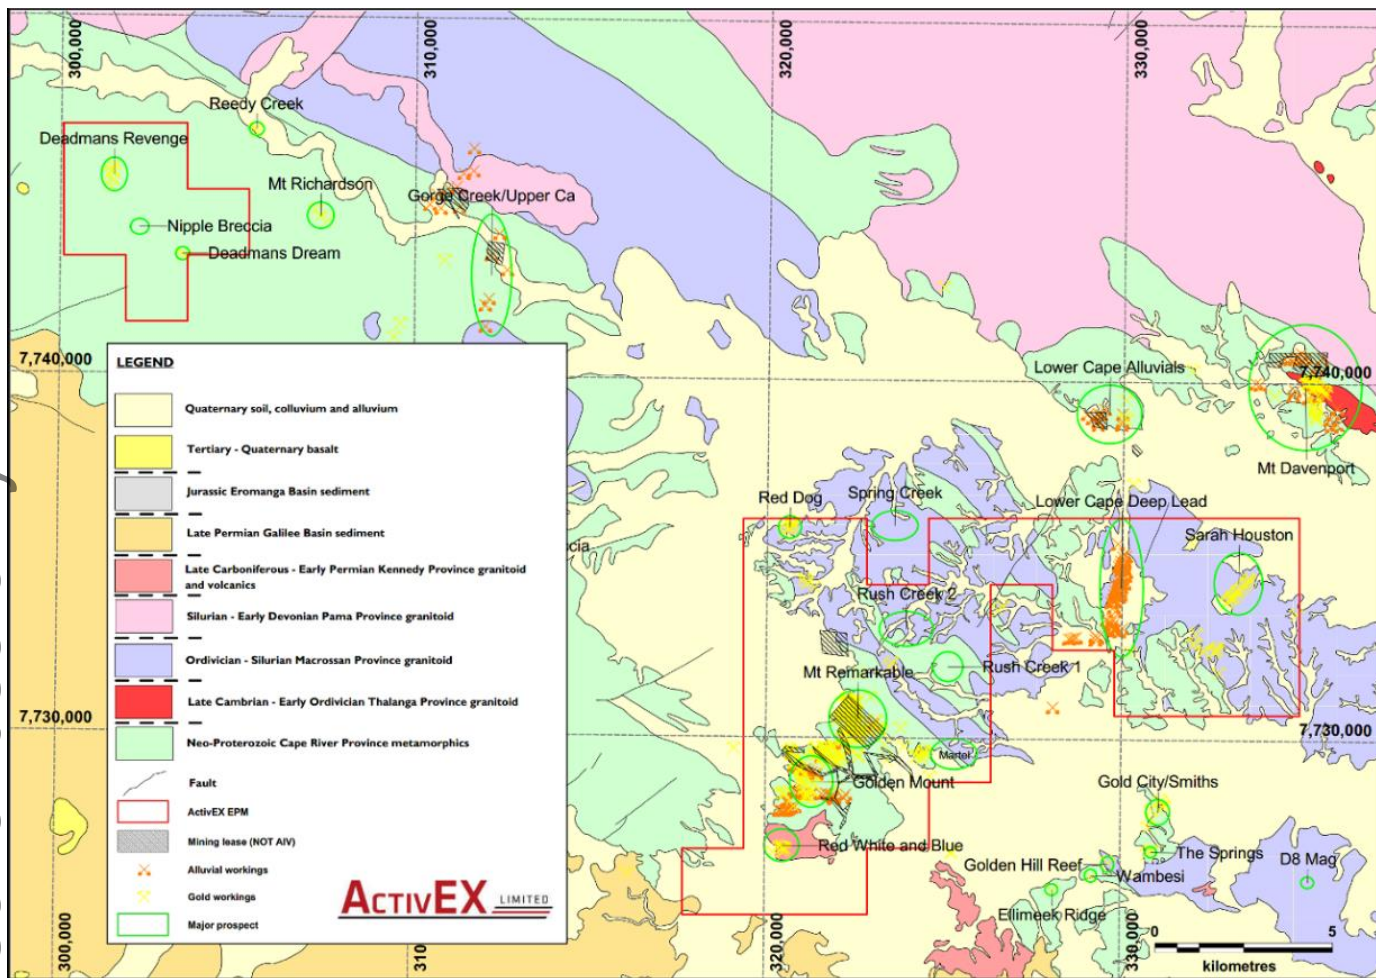 300,000
310,000
320,000
330,000
Reedy Creek
Deadmans Revenge
Mt Richardson
Gorge Creek/Upper Ca
Nipple Breccia
Deadmans Dream
7,740,000
7,740,000
Lower Cape Alluvials
Mt Davenport
LEGEND
Quaternary soil, colluvium and alluvium
Tertiary - Quaternary basalt
Jurassic Eromanga Basin sediment
Late Permian Galilee Basin sediment
Late Carboniferous - Early Permian Kennedy Province granitoid
and volcanics
Silurian - Early Devonian Pama Province granitoid
Ordivician - Silurian Macrossan Province granitoid
Late Cambrian - Early Ordivician Thalanga Province granitoid
Neo-Proterozoic Cape River Province metamorphics
Fault
ActivEX EPM
Mining lease (NOT AIV)
Alluvial workings
Gold workings
Major prospect
ACTIVEX LIMITED
Red Dog
Spring Creek
Lower Cape Deep Lead
Sarah Houston
ccia
Rush Creek 2
Rush Creek 1
Mt Remarkable
7,730,000
7,730,000
Martel
Golden Mount
Gold City/Smiths
Red White and Blue
The Springs
Golden Hill Reef
Wambesi
D8 Mag
Ellimeek Ridge
0
5
kilometres
300,000
310
320,000
330,000